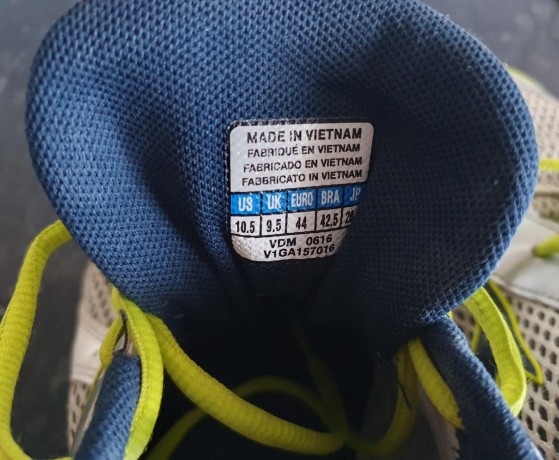 MADE IN VIETNAM
FABRIQUÉ EN VIETNAM
FABRICADO EN VIETNAM
FABBRICATO IN VIETNAM
US UK EURO BRA
10.5 9.5 44 42,5
VDM 0616
V1GA157016